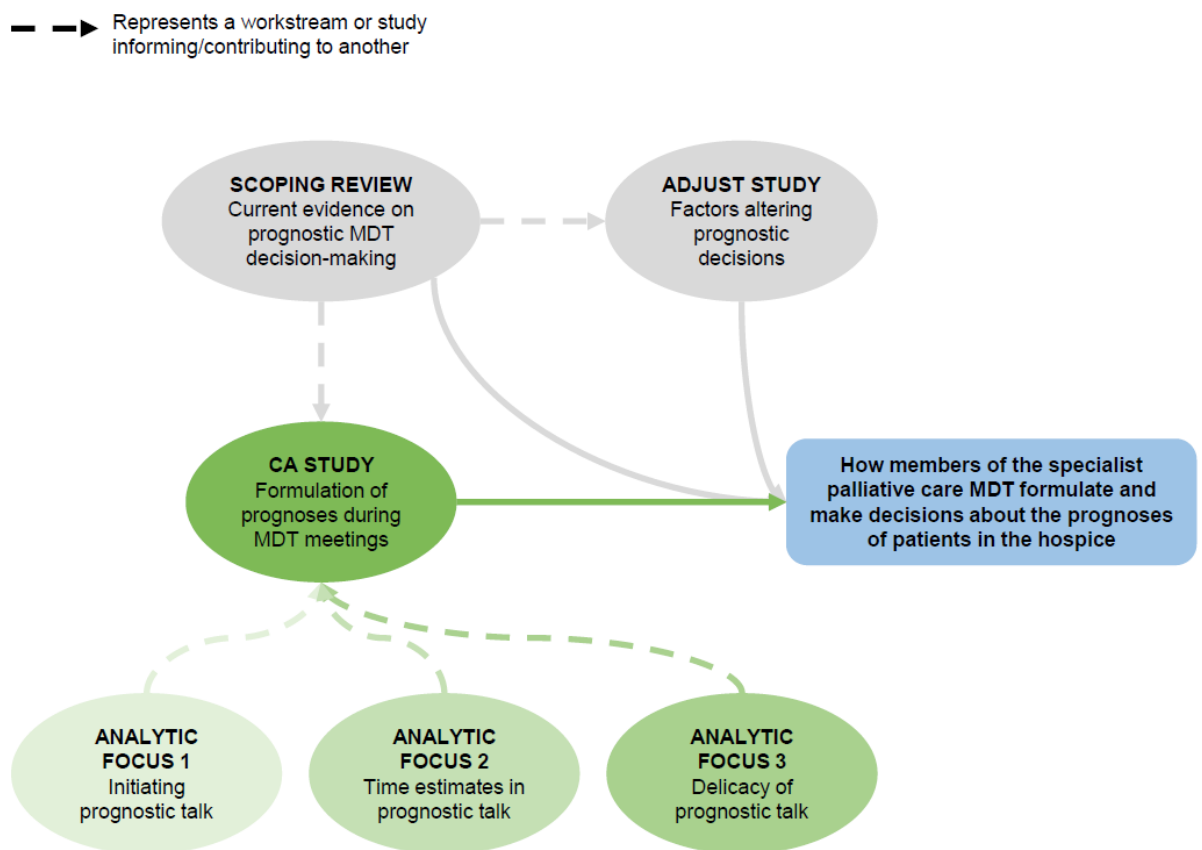 Represents a workstream or study
informing/contributing to another
SCOPING REVIEW
Current evidence on
prognostic MDT
decision-making
ADJUST STUDY
Factors altering
prognostic
decisions
CA STUDY
Formulation of
prognoses during
MDT meetings
How members of the specialist
palliative care MDT formulate and
make decisions about the prognoses
of patients in the hospice
ANALYTIC
FOCUS 1
Initiating
prognostic talk
ANALYTIC
FOCUS 2
Time estimates in
prognostic talk
ANALYTIC
FOCUS 3
Delicacy of
prognostic talk